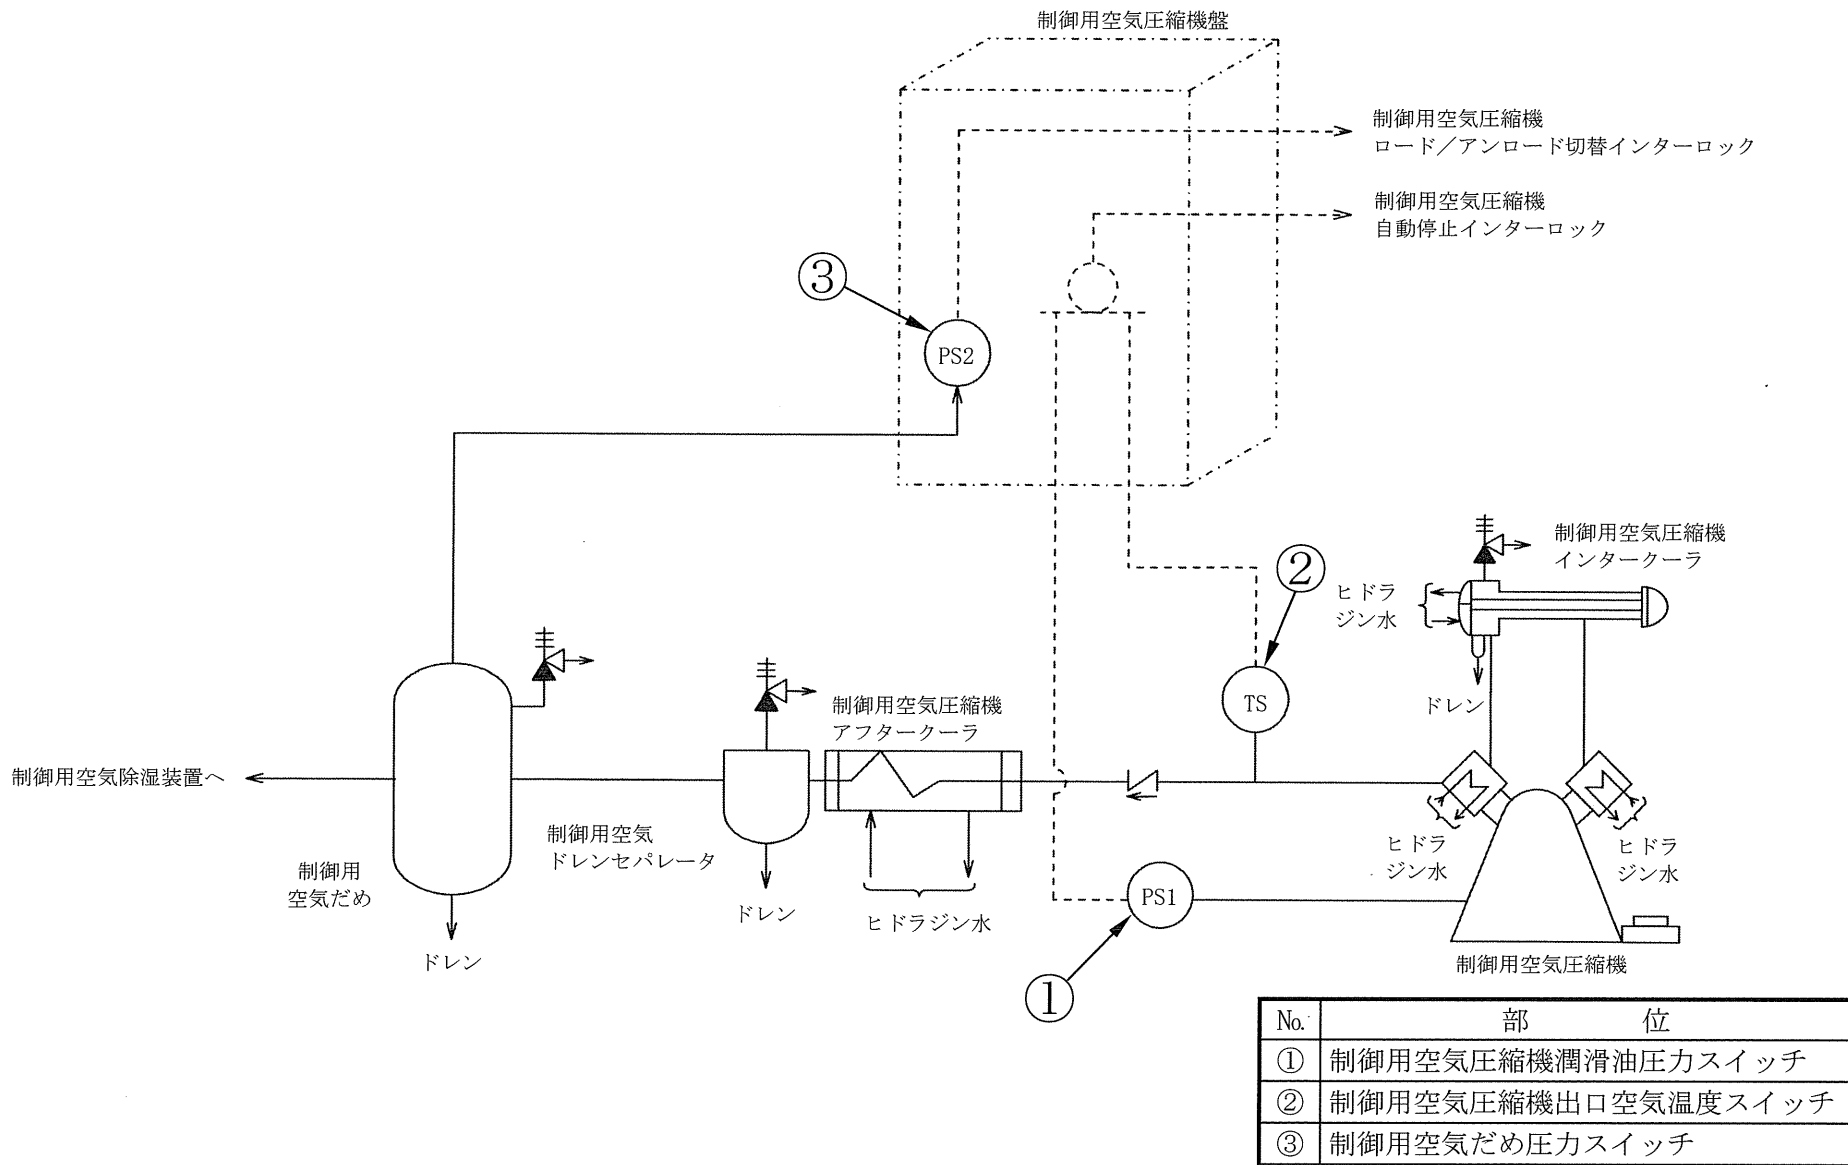 制御用空気圧縮機盤
制御用空気圧縮機
ロード／アンロード切替インターロック
制御用空気圧縮機
自動停止インターロック
③
PS2
制御用空気圧縮機
インタークーラ
②
ヒドラ
ジン水
TS
ドレン
制御用空気圧縮機
アフタークーラ
制御用空気除湿装置へ
制御用空気
ドレンセパレータ
ヒドラ
ジン水
ヒドラ
ジン水
制御用
空気だめ
PS1
ドレン
ヒドラジン水
ドレン
制御用空気圧縮機
①
No. 部 位
① 制御用空気圧縮機潤滑油圧力スイッチ
② 制御用空気圧縮機出口空気温度スイッチ
③ 制御用空気だめ圧力スイッチ